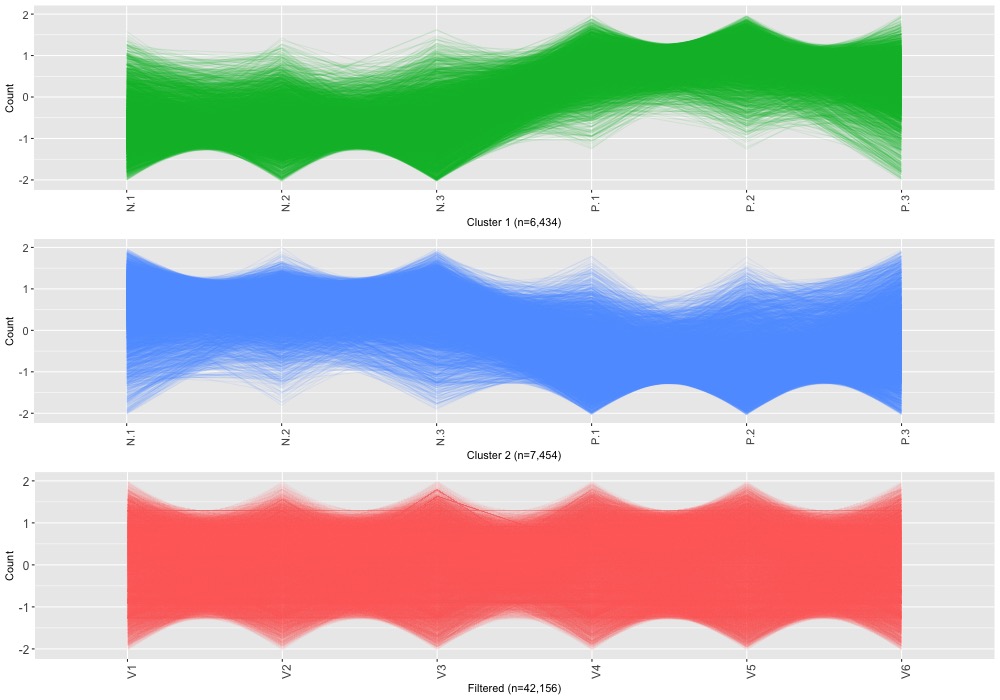 2
1
0
-1
-2
Count
N.1 N.2 N.3 P.1 P.2 P.3
Cluster 1 (n=6,434)
2
1
0
-1
-2
Count
N.1 N.2 N.3 P.1 P.2 P.3
Cluster 2 (n=7,454)
2
1
0
-1
-2
Count
V1 V2 V3 V4 V5 V6
Filtered (n=42,156)